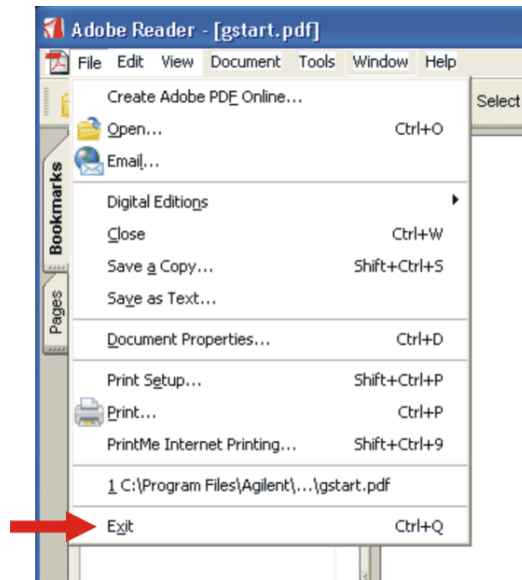 Adobe Reader - [gstart.pdf]
File Edit View Document Tools Window Help
Create Adobe PDF Online...
Select
Open... Ctrl+O
Email...
Bookmarks
Digital Editions
Close Ctrl+W
Save a Copy... Shift+Ctrl+S
Pages
Save as Text...
Document Properties... Ctrl+D
Print Setup... Shift+Ctrl+P
Print... Ctrl+P
PrintMe Internet Printing... Shift+Ctrl+9
1 C:\Program Files\Agilent\...\gstart.pdf
Exit Ctrl+Q